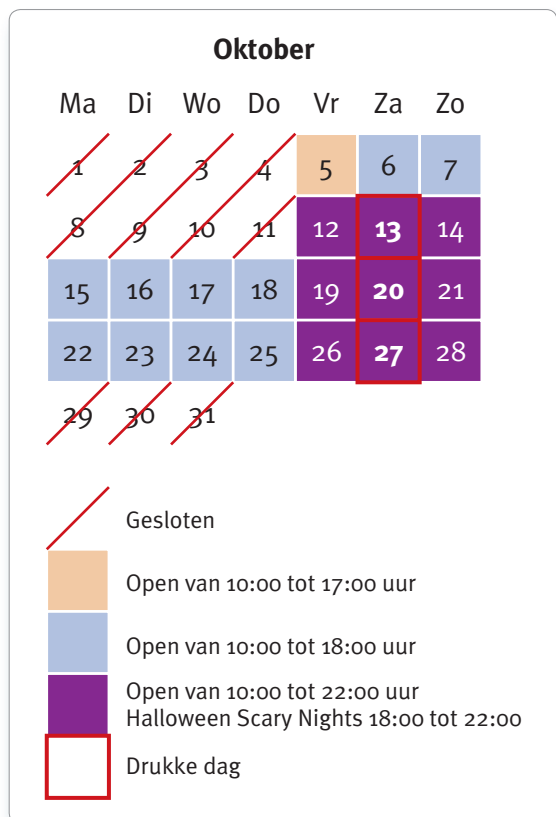 Oktober
Ma Di Wo Do Vr Za Zo
1 2 3 4 5 6 7
8 9 10 11 12 13 14
15 16 17 18 19 20 21
22 23 24 25 26 27 28
29 30 31
Gesloten
Open van 10:00 tot 17:00 uur
Open van 10:00 tot 18:00 uur
Open van 10:00 tot 22:00 uur
Halloween Scary Nights 18:00 tot 22:00
Drukke dag